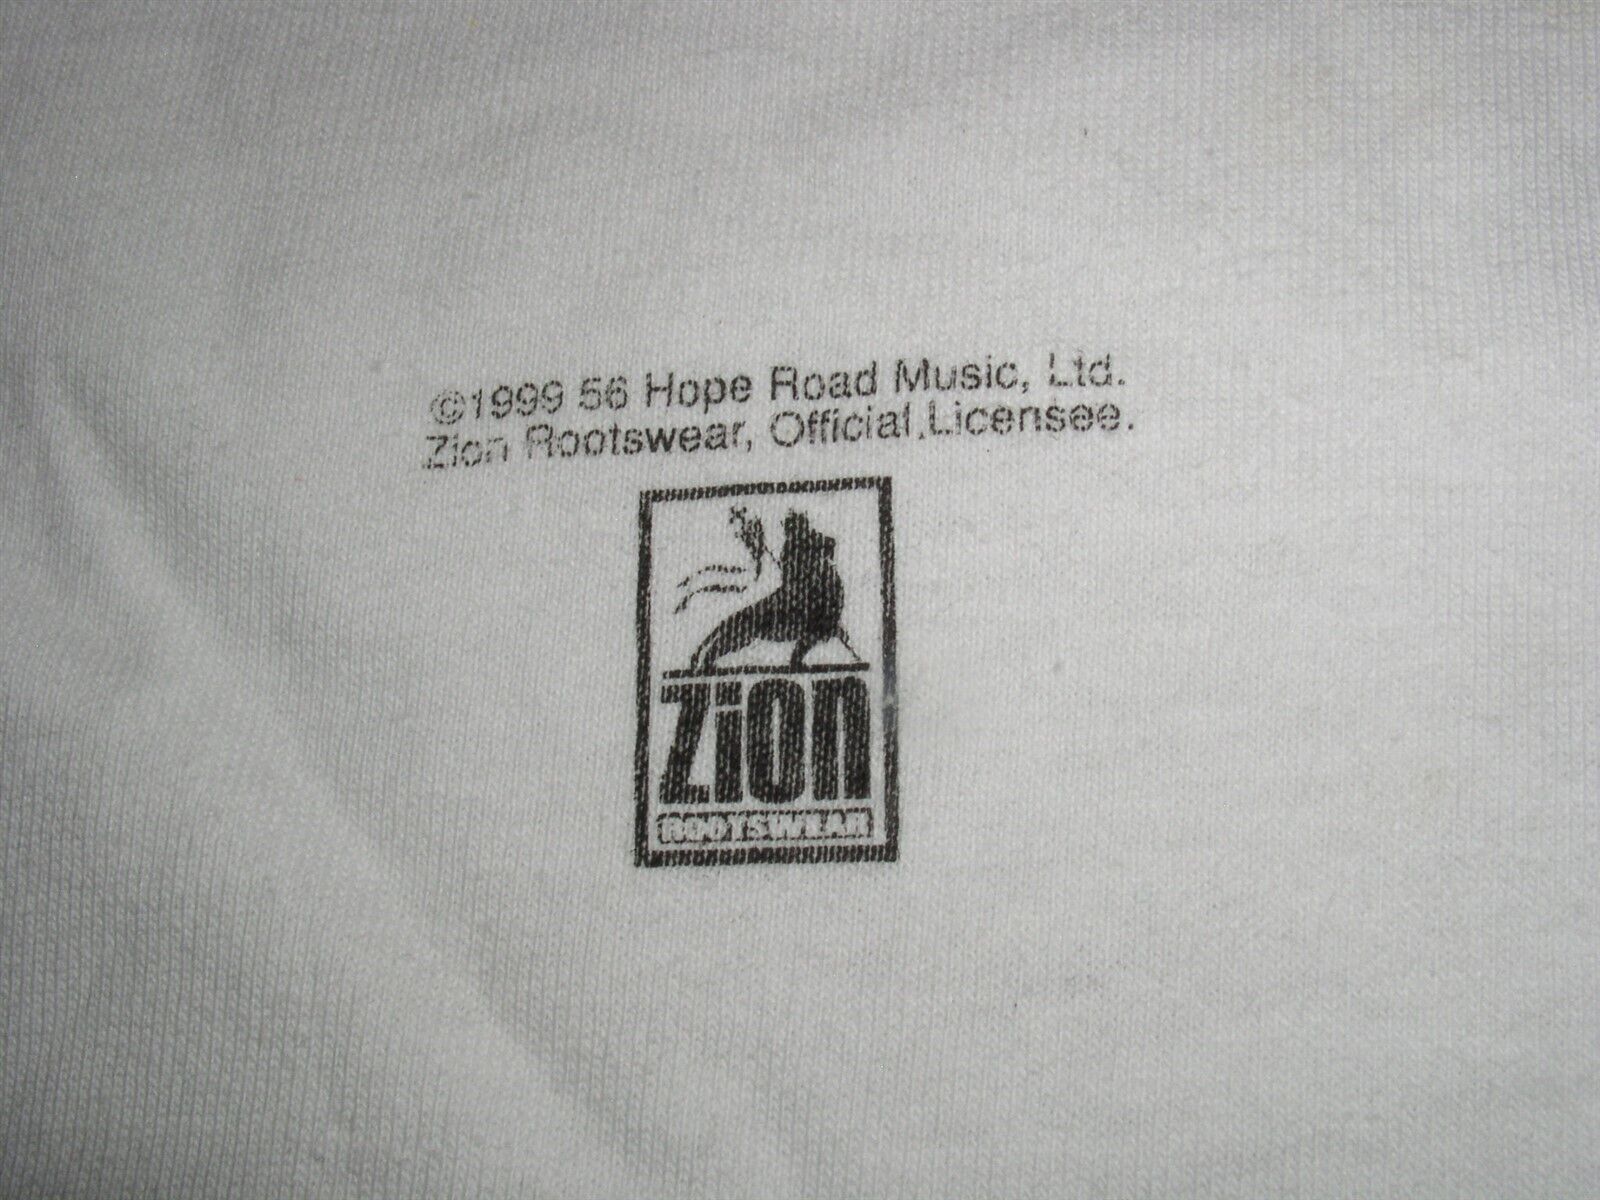 ©1999 56 Hope Road Music, Ltd.
Zion Rootswear, Official Licensee.
Zion
ROOTSWEAR